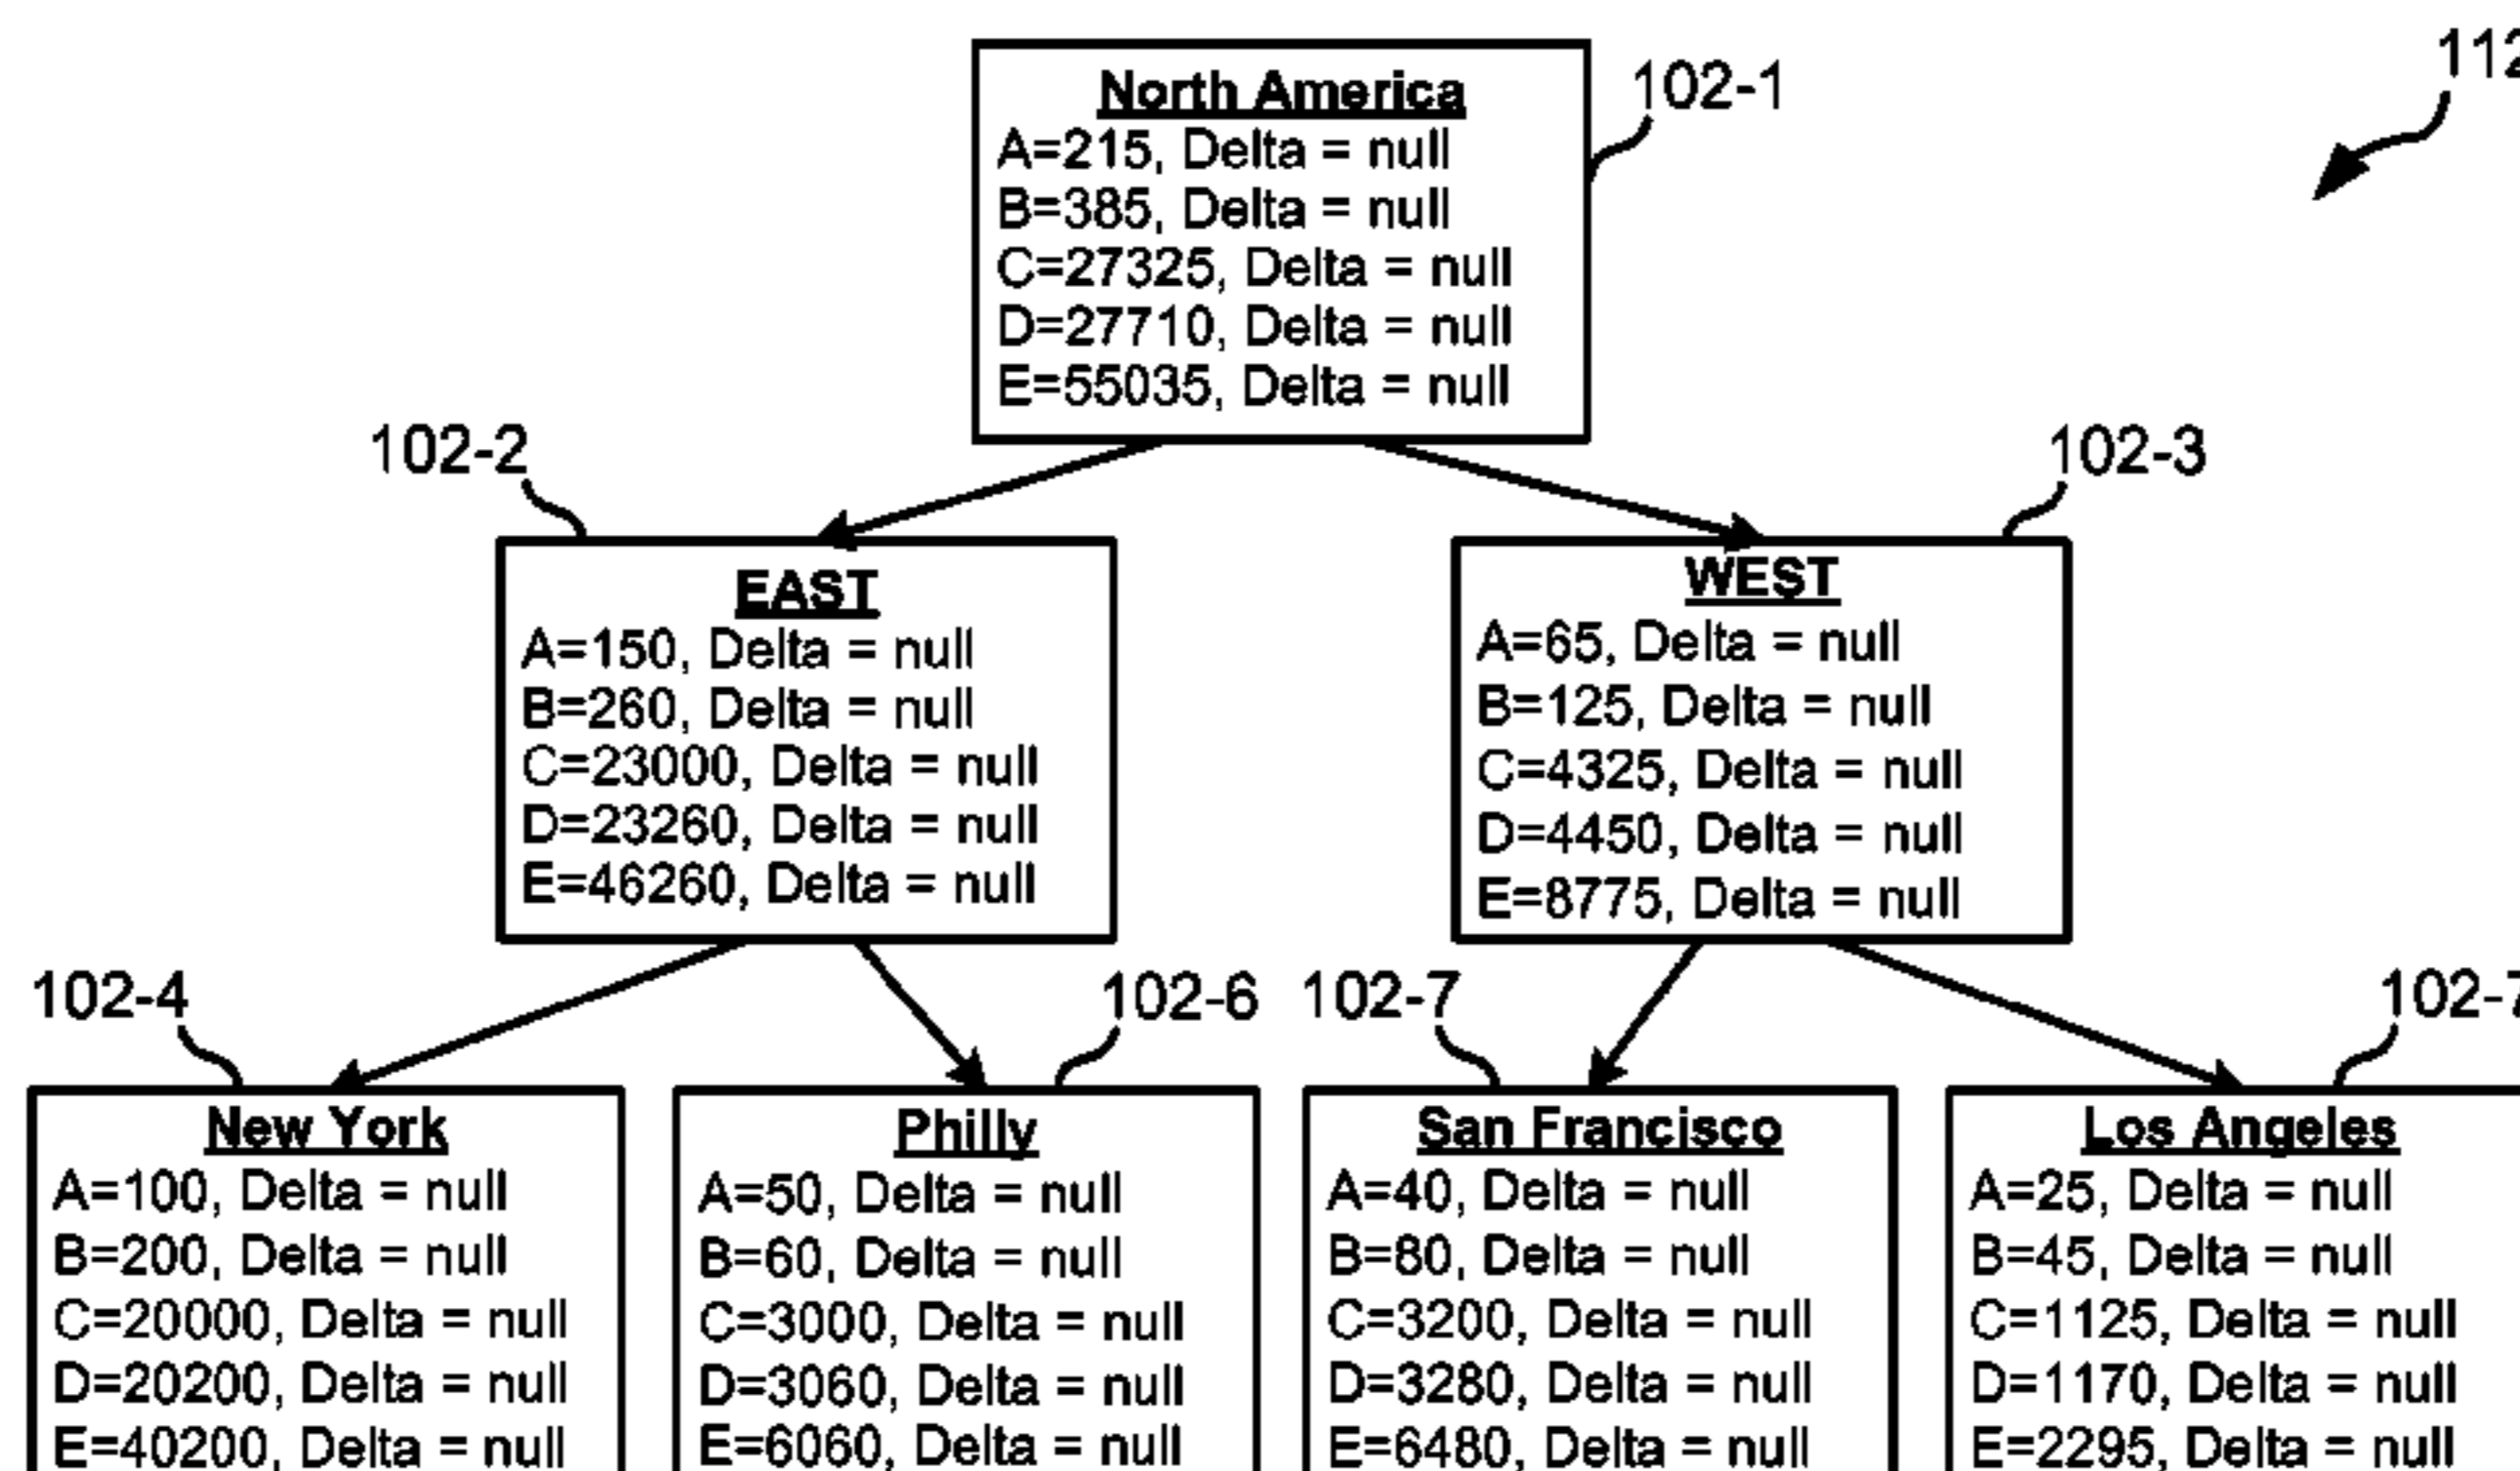 112
North America
102-1
A=215, Delta = null
B=385, Delta = null
C=27325, Delta = null
D=27710, Delta = null
E=55035, Delta = null
102-2
102-3
EAST
A=150, Delta = null
B=260, Delta = null
C=23000, Delta = null
D=23260, Delta = null
E=46260, Delta = null
WEST
A=65, Delta = null
B=125, Delta = null
C=4325, Delta = null
D=4450, Delta = null
E=8775, Delta = null
102-4
102-6
102-7
102-7
New York
A=100, Delta = null
B=200, Delta = null
C=20000, Delta = null
D=20200, Delta = null
E=40200, Delta = null
Philly
A=50, Delta = null
B=60, Delta = null
C=3000, Delta = null
D=3060, Delta = null
E=6060, Delta = null
San Francisco
A=40, Delta = null
B=80, Delta = null
C=3200, Delta = null
D=3280, Delta = null
E=6480, Delta = null
Los Angeles
A=25, Delta = null
B=45, Delta = null
C=1125, Delta = null
D=1170, Delta = null
E=2295, Delta = null